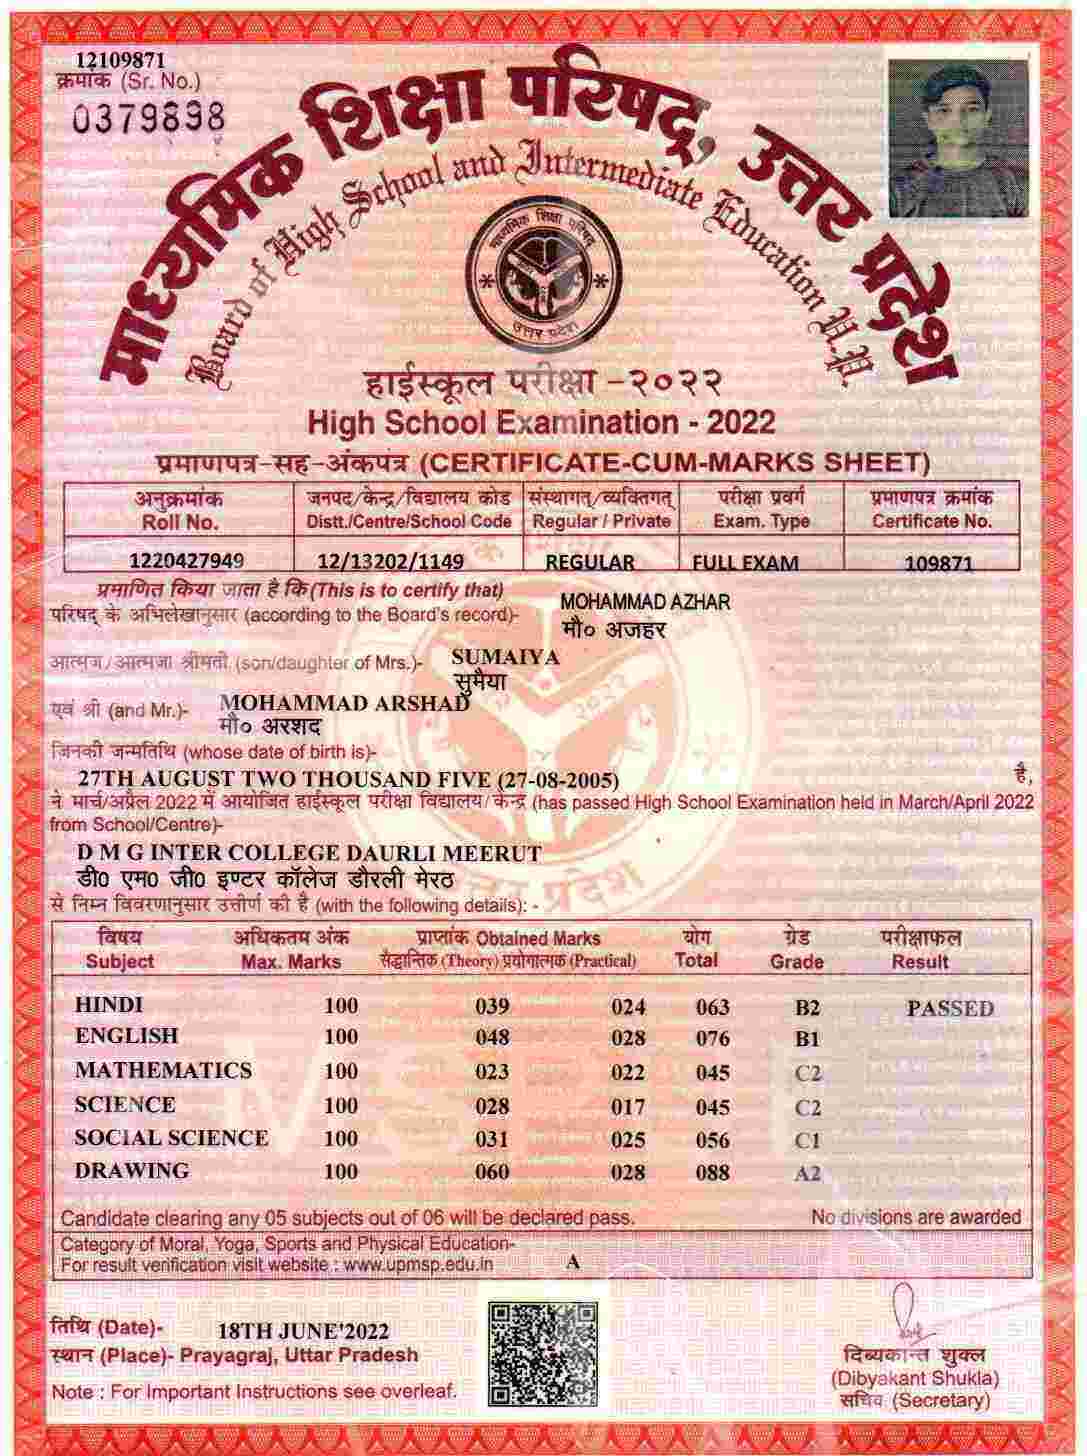 12109871
क्रमांक (Sr. No.)
0379898
माध्यमिक शिक्षा परिषद्, उत्तर प्रदेश
Board of High School and Intermediate Education U.P.
माध्यमिक शिक्षा परिषद्
उत्तर प्रदेश
हाईस्कूल परीक्षा -२०२२
High School Examination - 2022
प्रमाणपत्र-सह-अंकपत्र (CERTIFICATE-CUM-MARKS SHEET)
अनुक्रमांक जनपद/केन्द्र/विद्यालय कोड संस्थागत्/व्यक्तिगत् परीक्षा प्रवर्ग प्रमाणपत्र क्रमांक
Roll No. Distt./Centre/School Code Regular / Private Exam. Type Certificate No.
1220427949 12/13202/1149 REGULAR FULL EXAM 109871
प्रमाणित किया जाता है कि (This is to certify that)
परिषद् के अभिलेखानुसार (according to the Board's record)- MOHAMMAD AZHAR
मौ० अजहर
आत्मज/आत्मजा श्रीमती (son/daughter of Mrs.)- SUMAIYA
सुमैया
एवं श्री (and Mr.)- MOHAMMAD ARSHAD
मौ० अरशद
जिनकी जन्मतिथि (whose date of birth is)-
27TH AUGUST TWO THOUSAND FIVE (27-08-2005) है,
ने मार्च/अप्रैल 2022 में आयोजित हाईस्कूल परीक्षा विद्यालय/केन्द्र (has passed High School Examination held in March/April 2022
from School/Centre)-
D M G INTER COLLEGE DAURLI MEERUT
डी0 एम0 जी0 इण्टर कॉलेज डौरली मेरठ
से निम्न विवरणानुसार उत्तीर्ण की है (with the following details): -
विषय अधिकतम अंक प्राप्तांक Obtained Marks योग ग्रेड परीक्षाफल
Subject Max. Marks सैद्धान्तिक (Theory) प्रयोगात्मक (Practical) Total Grade Result
HINDI 100 039 024 063 B2 PASSED
ENGLISH 100 048 028 076 B1
MATHEMATICS 100 023 022 045 C2
SCIENCE 100 028 017 045 C2
SOCIAL SCIENCE 100 031 025 056 C1
DRAWING 100 060 028 088 A2
Candidate clearing any 05 subjects out of 06 will be declared pass. No divisions are awarded
Category of Moral, Yoga, Sports and Physical Education-
For result verification visit website : www.upmsp.edu.in A
तिथि (Date)- 18TH JUNE'2022
स्थान (Place)- Prayagraj, Uttar Pradesh
Note : For Important Instructions see overleaf.
दिब्यकान्त शुक्ल
(Dibyakant Shukla)
सचिव (Secretary)